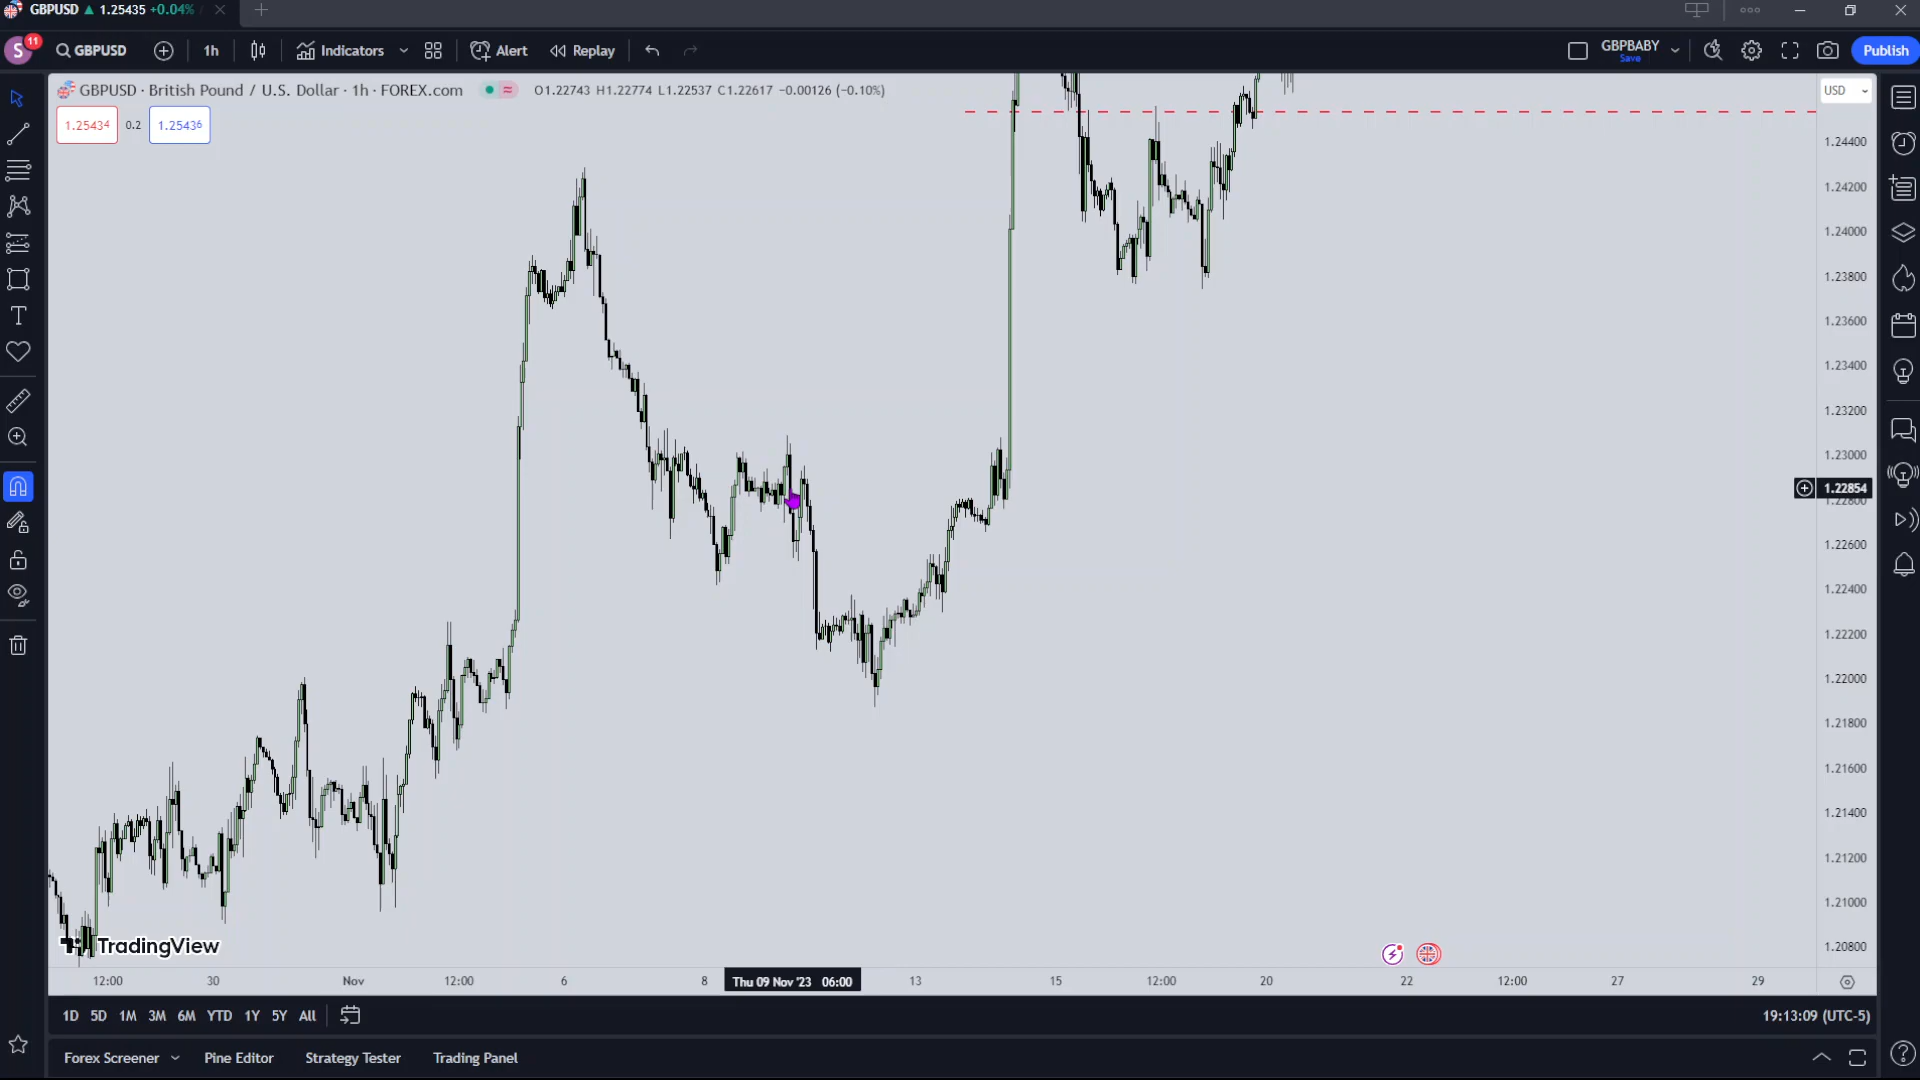 GBPUSD ▲ 1.25435 +0.04%
S 11 GBPUSD 1h Indicators Alert Replay GBPBABY Save Publish
GBPUSD · British Pound / U.S. Dollar · 1h · FOREX.com O1.22743 H1.22774 L1.22537 C1.22617 −0.00126 (−0.10%)
USD
1.25434 0.2 1.25436
1.24400
1.24200
1.24000
1.23800
1.23600
1.23400
1.23200
1.23000
1.22854
1.22600
1.22400
1.22200
1.22000
1.21800
1.21600
1.21400
1.21200
1.21000
1.20800
TradingView
12:00 30 Nov 12:00 6 8 Thu 09 Nov '23 06:00 13 15 12:00 20 22 12:00 27 29
1D 5D 1M 3M 6M YTD 1Y 5Y All 19:13:09 (UTC-5)
Forex Screener Pine Editor Strategy Tester Trading Panel